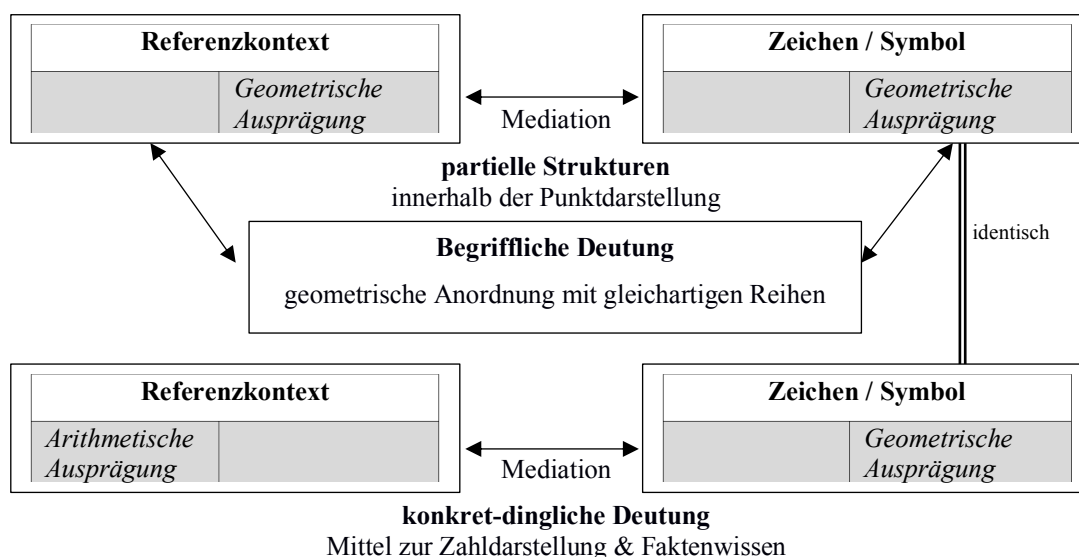 Referenzkontext
Geometrische
Ausprägung
Mediation
Zeichen / Symbol
Geometrische
Ausprägung
partielle Strukturen
innerhalb der Punktdarstellung
identisch
Begriffliche Deutung
geometrische Anordnung mit gleichartigen Reihen
Referenzkontext
Arithmetische
Ausprägung
Mediation
Zeichen / Symbol
Geometrische
Ausprägung
konkret-dingliche Deutung
Mittel zur Zahldarstellung & Faktenwissen